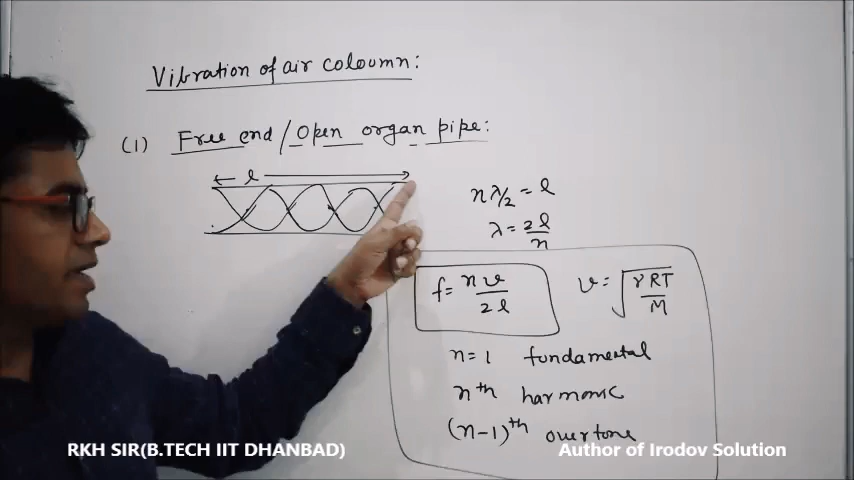 Vibration of air coloumn:
(1) Free end / Open organ pipe:
l
nλ/2 = l
λ = 2l/n
f = nv/2l
v = √(γRT/M)
n=1 fundamental
nth harmonic
(n-1)th overtone
RKH SIR(B.TECH IIT DHANBAD)
Author of Irodov Solution